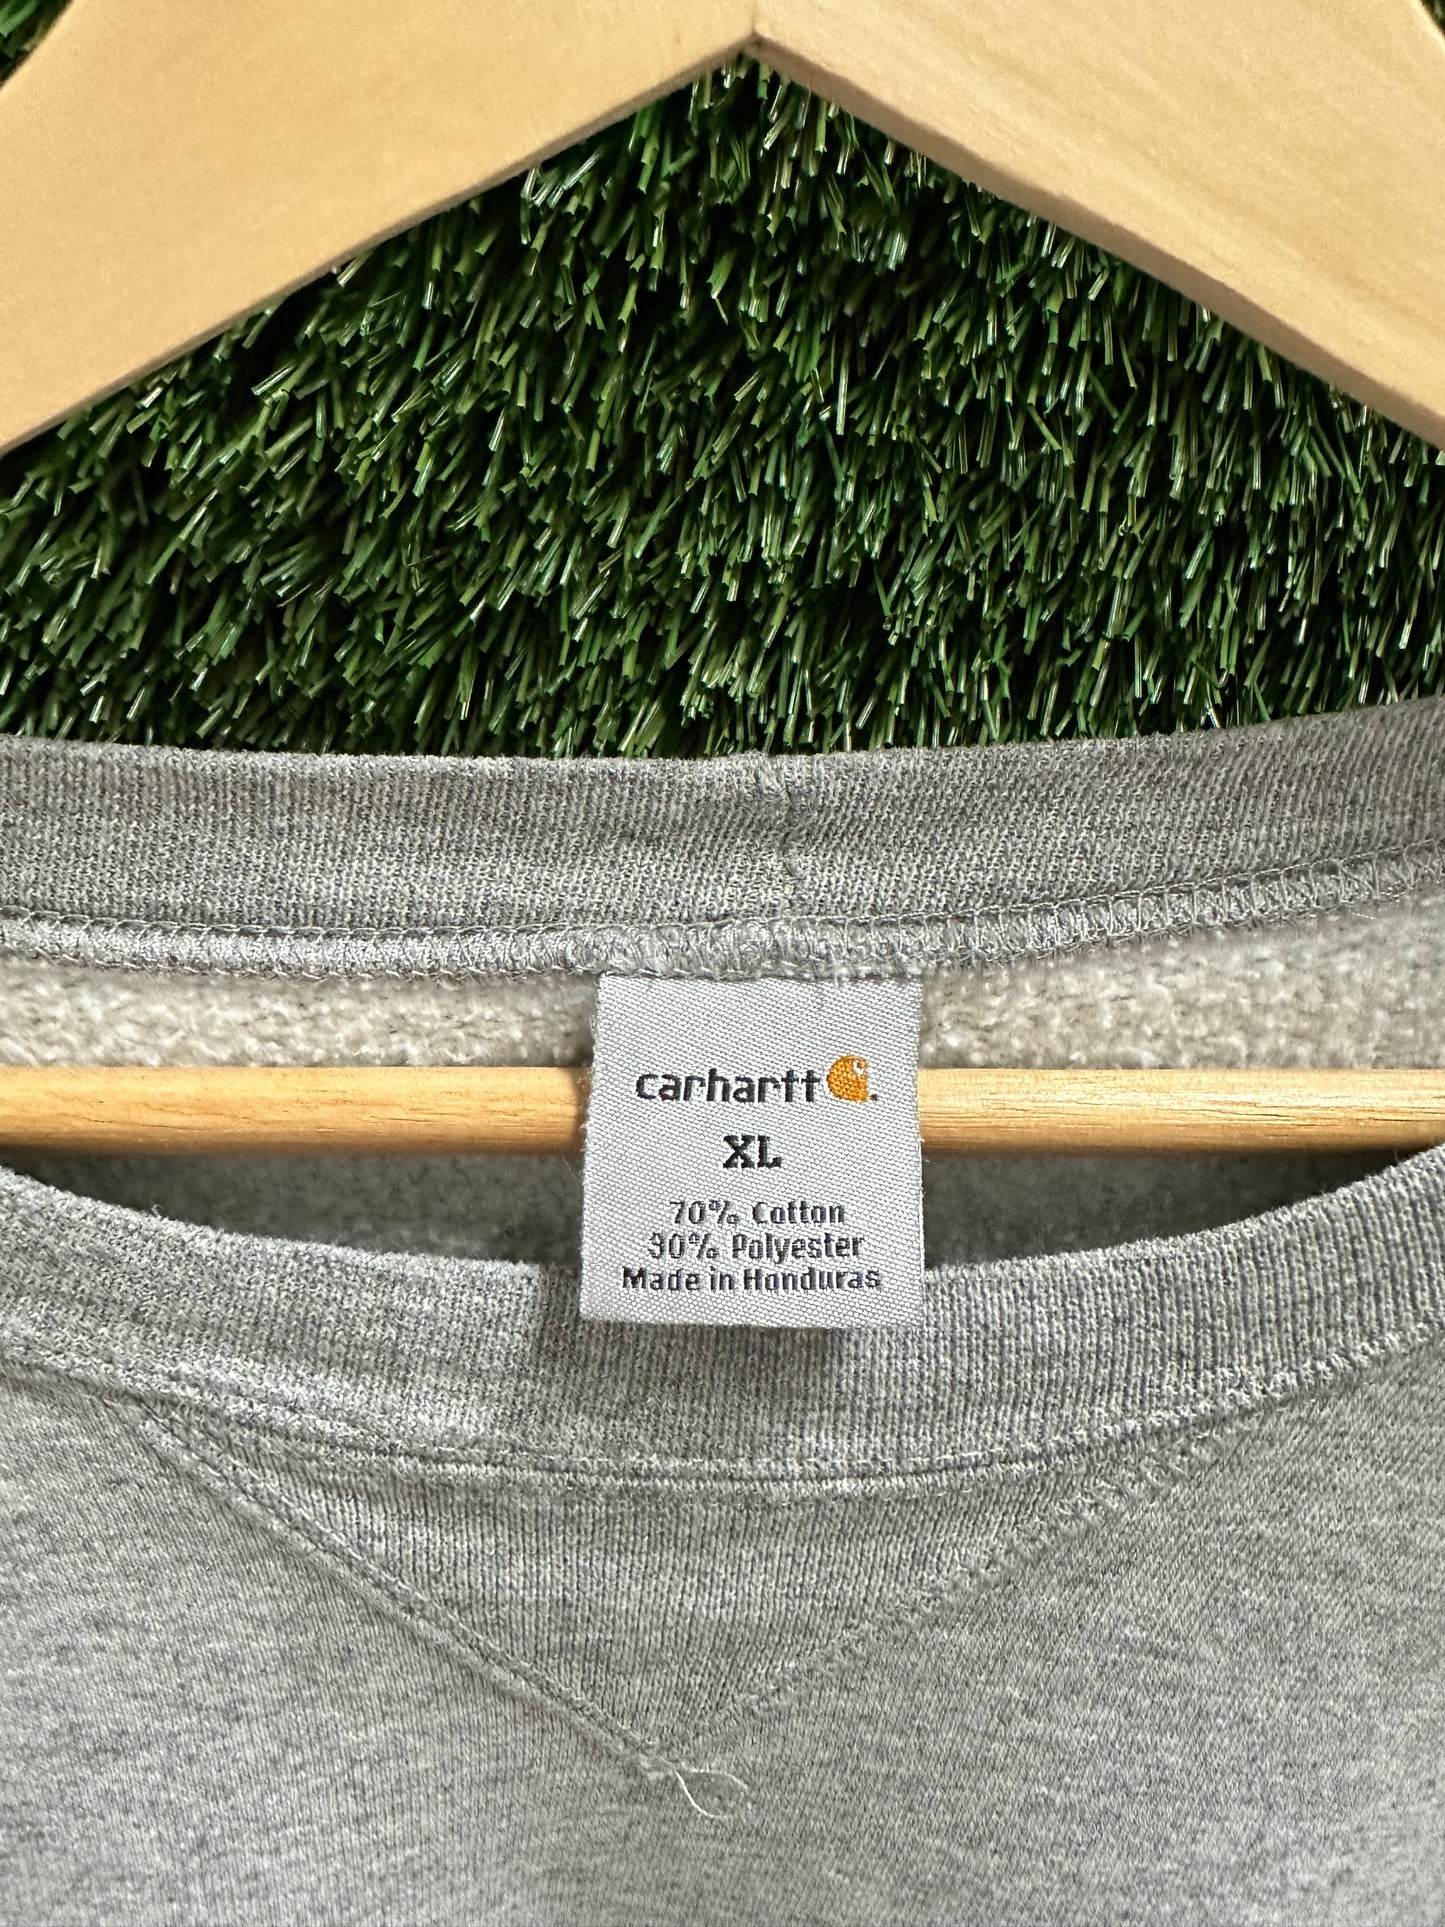 carhartt
XL
70% Cotton
30% Polyester
Made in Honduras